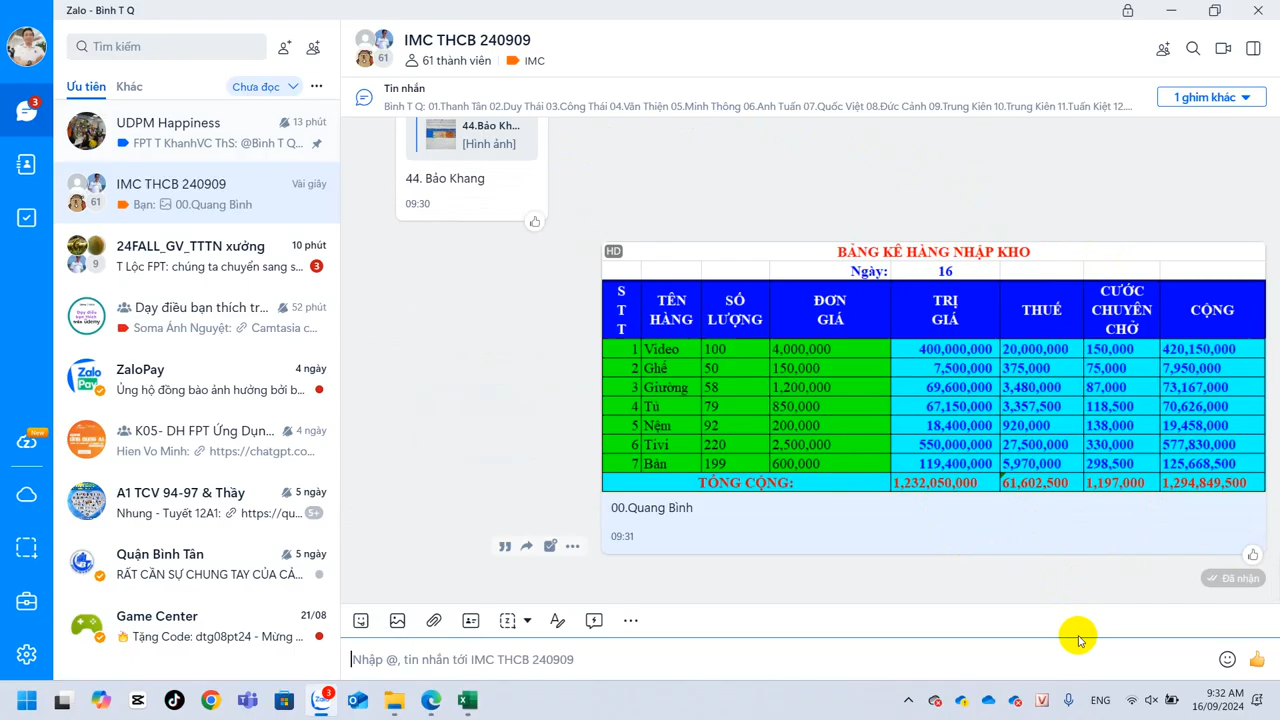 Zalo - Bình T Q
Tìm kiếm
Ưu tiên
Khác
Chưa đọc
3
UDPM Happiness
13 phút
FPT T KhanhVC ThS: @Bình T Q...
IMC THCB 240909
Vài giây
96
Bạn: 00.Quang Bình
24FALL_GV_TTTN xưởng
10 phút
9
T Lộc FPT: chúng ta chuyển sang s...
3
Dạy điều bạn thích tr...
52 phút
Soma Ánh Nguyệt: Camtasia c...
ZaloPay
4 ngày
Ủng hộ đồng bào ảnh hưởng bởi b...
K05- DH FPT Ứng Dụn...
4 ngày
Hien Vo Minh: https://chatgpt.c...
A1 TCV 94-97 & Thầy
5 ngày
Nhung - Tuyết 12A1: https://qu...
5+
Quận Bình Tân
5 ngày
RẤT CẦN SỰ CHUNG TAY CỦA CẢ...
Game Center
21/08
Tặng Code: dtg08pt24 - Mừng ...
New
IMC THCB 240909
61
61 thành viên
IMC
Tin nhắn
Bình T Q: 01.Thanh Tân 02.Duy Thái 03.Công Thái 04.Văn Thiện 05.Minh Thông 06.Anh Tuấn 07.Quốc Việt 08.Đức Cảnh 09.Trung Kiên 10.Trung Kiên 11.Tuấn Kiệt 12....
1 ghim khác
44.Bảo Kh...
[Hình ảnh]
44. Bảo Khang
09:30
HD
BẢNG KÊ HÀNG NHẬP KHO
Ngày: 16
STT TÊN HÀNG SỐ LƯỢNG ĐƠN GIÁ TRỊ GIÁ THUẾ CƯỚC CHUYÊN CHỞ CỘNG
1 Video 100 4,000,000 400,000,000 20,000,000 150,000 420,150,000
2 Ghế 50 150,000 7,500,000 375,000 75,000 7,950,000
3 Giường 58 1,200,000 69,600,000 3,480,000 87,000 73,167,000
4 Tủ 79 850,000 67,150,000 3,357,500 118,500 70,626,000
5 Nệm 92 200,000 18,400,000 920,000 138,000 19,458,000
6 Tivi 220 2,500,000 550,000,000 27,500,000 330,000 577,830,000
7 Bàn 199 600,000 119,400,000 5,970,000 298,500 125,668,500
TỔNG CỘNG: 1,232,050,000 61,602,500 1,197,000 1,294,849,500
00.Quang Bình
09:31
Đã nhận
Nhập @, tin nhắn tới IMC THCB 240909
3
ENG
9:32 AM
16/09/2024